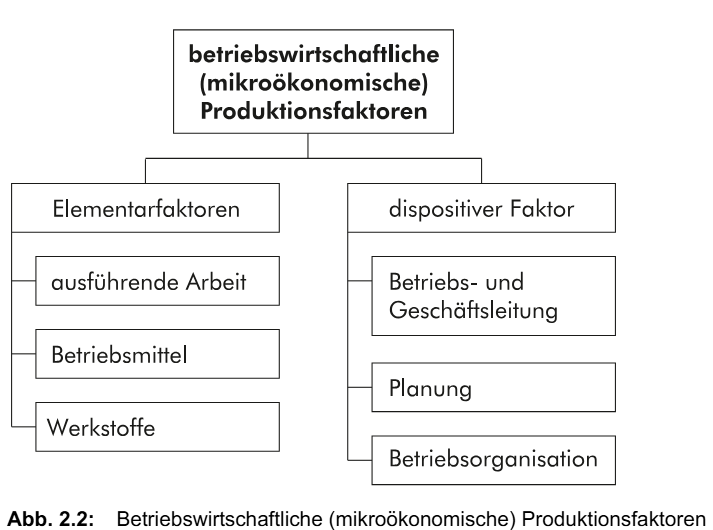 betriebswirtschaftliche
(mikroökonomische)
Produktionsfaktoren
Elementarfaktoren
ausführende Arbeit
Betriebsmittel
Werkstoffe
dispositiver Faktor
Betriebs- und
Geschäftsleitung
Planung
Betriebsorganisation
Abb. 2.2: Betriebswirtschaftliche (mikroökonomische) Produktionsfaktoren